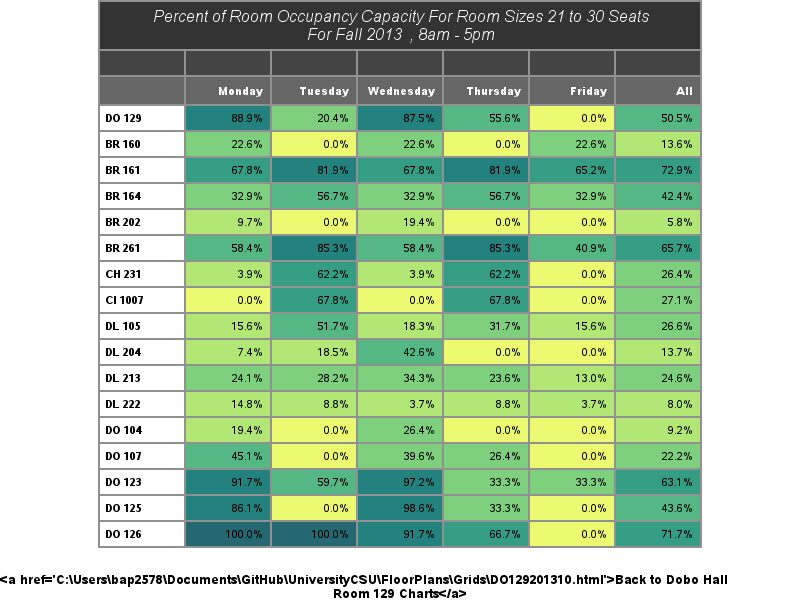 Percent of Room Occupancy Capacity For Room Sizes 21 to 30 Seats
For Fall 2013 , 8am - 5pm
Monday Tuesday Wednesday Thursday Friday All
DO 129 88.9% 20.4% 87.5% 55.6% 0.0% 50.5%
BR 160 22.6% 0.0% 22.6% 0.0% 22.6% 13.6%
BR 161 67.8% 81.9% 67.8% 81.9% 65.2% 72.9%
BR 164 32.9% 56.7% 32.9% 56.7% 32.9% 42.4%
BR 202 9.7% 0.0% 19.4% 0.0% 0.0% 5.8%
BR 261 58.4% 85.3% 58.4% 85.3% 40.9% 65.7%
CH 231 3.9% 62.2% 3.9% 62.2% 0.0% 26.4%
CI 1007 0.0% 67.8% 0.0% 67.8% 0.0% 27.1%
DL 105 15.6% 51.7% 18.3% 31.7% 15.6% 26.6%
DL 204 7.4% 18.5% 42.6% 0.0% 0.0% 13.7%
DL 213 24.1% 28.2% 34.3% 23.6% 13.0% 24.6%
DL 222 14.8% 8.8% 3.7% 8.8% 3.7% 8.0%
DO 104 19.4% 0.0% 26.4% 0.0% 0.0% 9.2%
DO 107 45.1% 0.0% 39.6% 26.4% 0.0% 22.2%
DO 123 91.7% 59.7% 97.2% 33.3% 33.3% 63.1%
DO 125 86.1% 0.0% 98.6% 33.3% 0.0% 43.6%
DO 126 100.0% 100.0% 91.7% 66.7% 0.0% 71.7%
<a href='C:\Users\bap2578\Documents\GitHub\UniversityCSU\FloorPlans\Grids\DO129201310.html'>Back to Dobo Hall
Room 129 Charts</a>